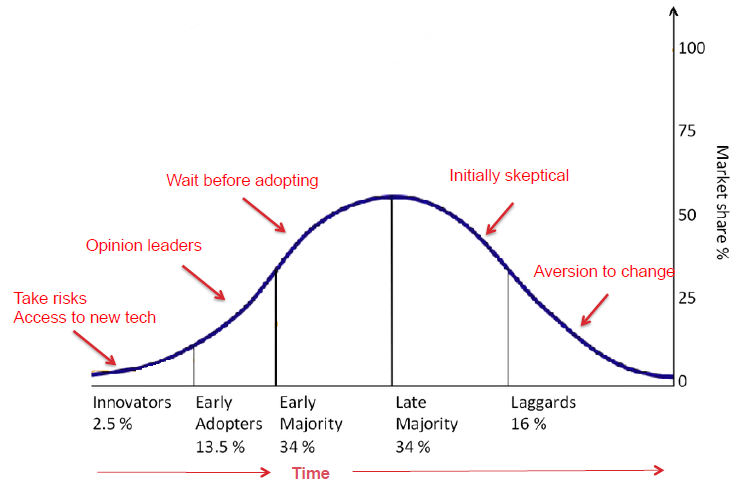 100
75
50
25
0
Market share %
Wait before adopting
Initially skeptical
Opinion leaders
Aversion to change
Take risks
Access to new tech
Innovators
2.5 %
Early
Adopters
13.5 %
Early
Majority
34 %
Late
Majority
34 %
Laggards
16 %
Time